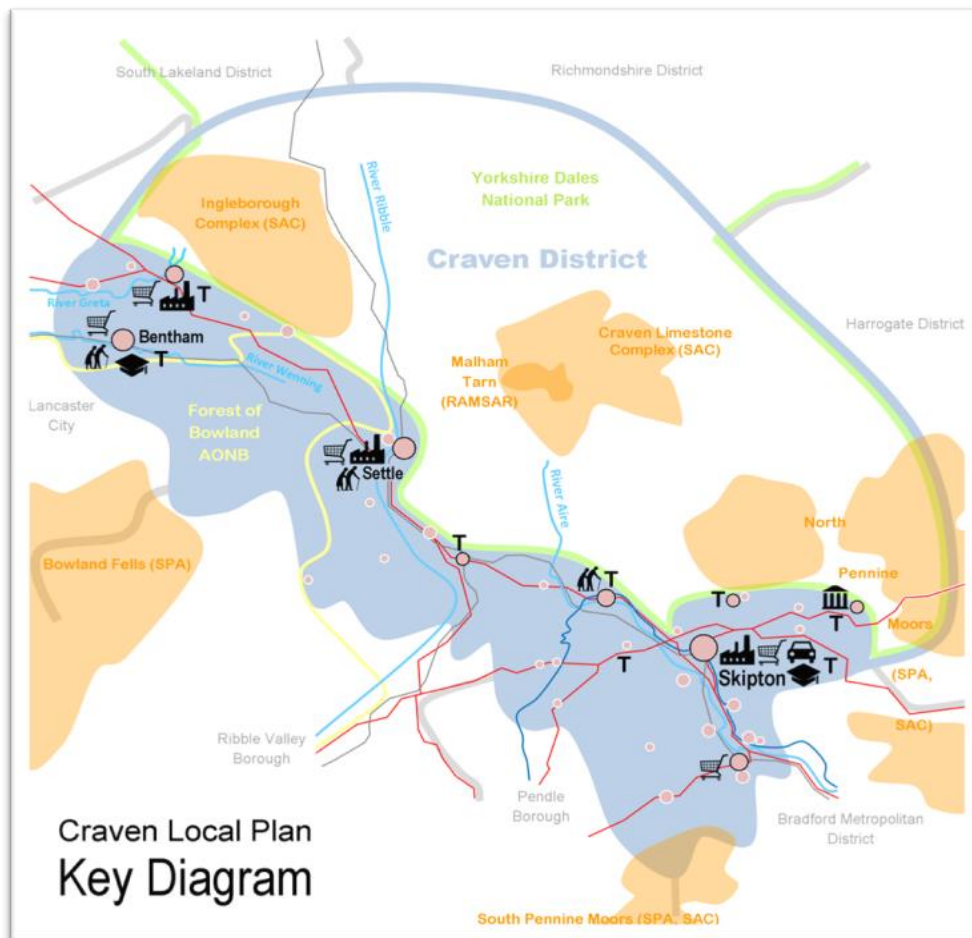 South Lakeland District
Richmondshire District
Yorkshire Dales
National Park
River Ribble
Ingleborough
Complex (SAC)
Craven District
T
River Greta
Harrogate District
Bentham
Craven Limestone
Complex (SAC)
Malham
Tarn
(RAMSAR)
T
River Wenning
Lancaster
City
Forest of
Bowland
AONB
Settle
River Aire
North
T
Bowland Fells (SPA)
Pennine
T
T
T
Moors
T
T
Skipton
(SPA,
SAC)
Ribble Valley
Borough
Pendle
Borough
Bradford Metropolitan
District
Craven Local Plan
Key Diagram
South Pennine Moors (SPA, SAC)